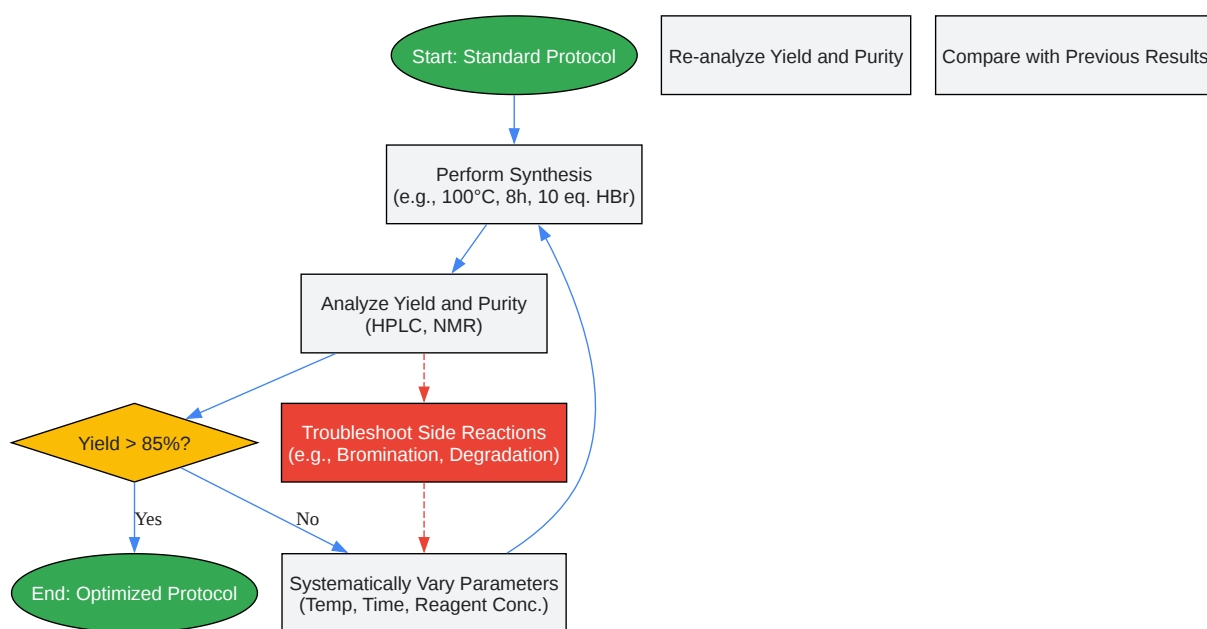 Start: Standard Protocol
Re-analyze Yield and Purity
Compare with Previous Results
Perform Synthesis
(e.g., 100°C, 8h, 10 eq. HBr)
Analyze Yield and Purity
(HPLC, NMR)
Yield > 85%?
Troubleshoot Side Reactions
(e.g., Bromination, Degradation)
Yes
No
End: Optimized Protocol
Systematically Vary Parameters
(Temp, Time, Reagent Conc.)